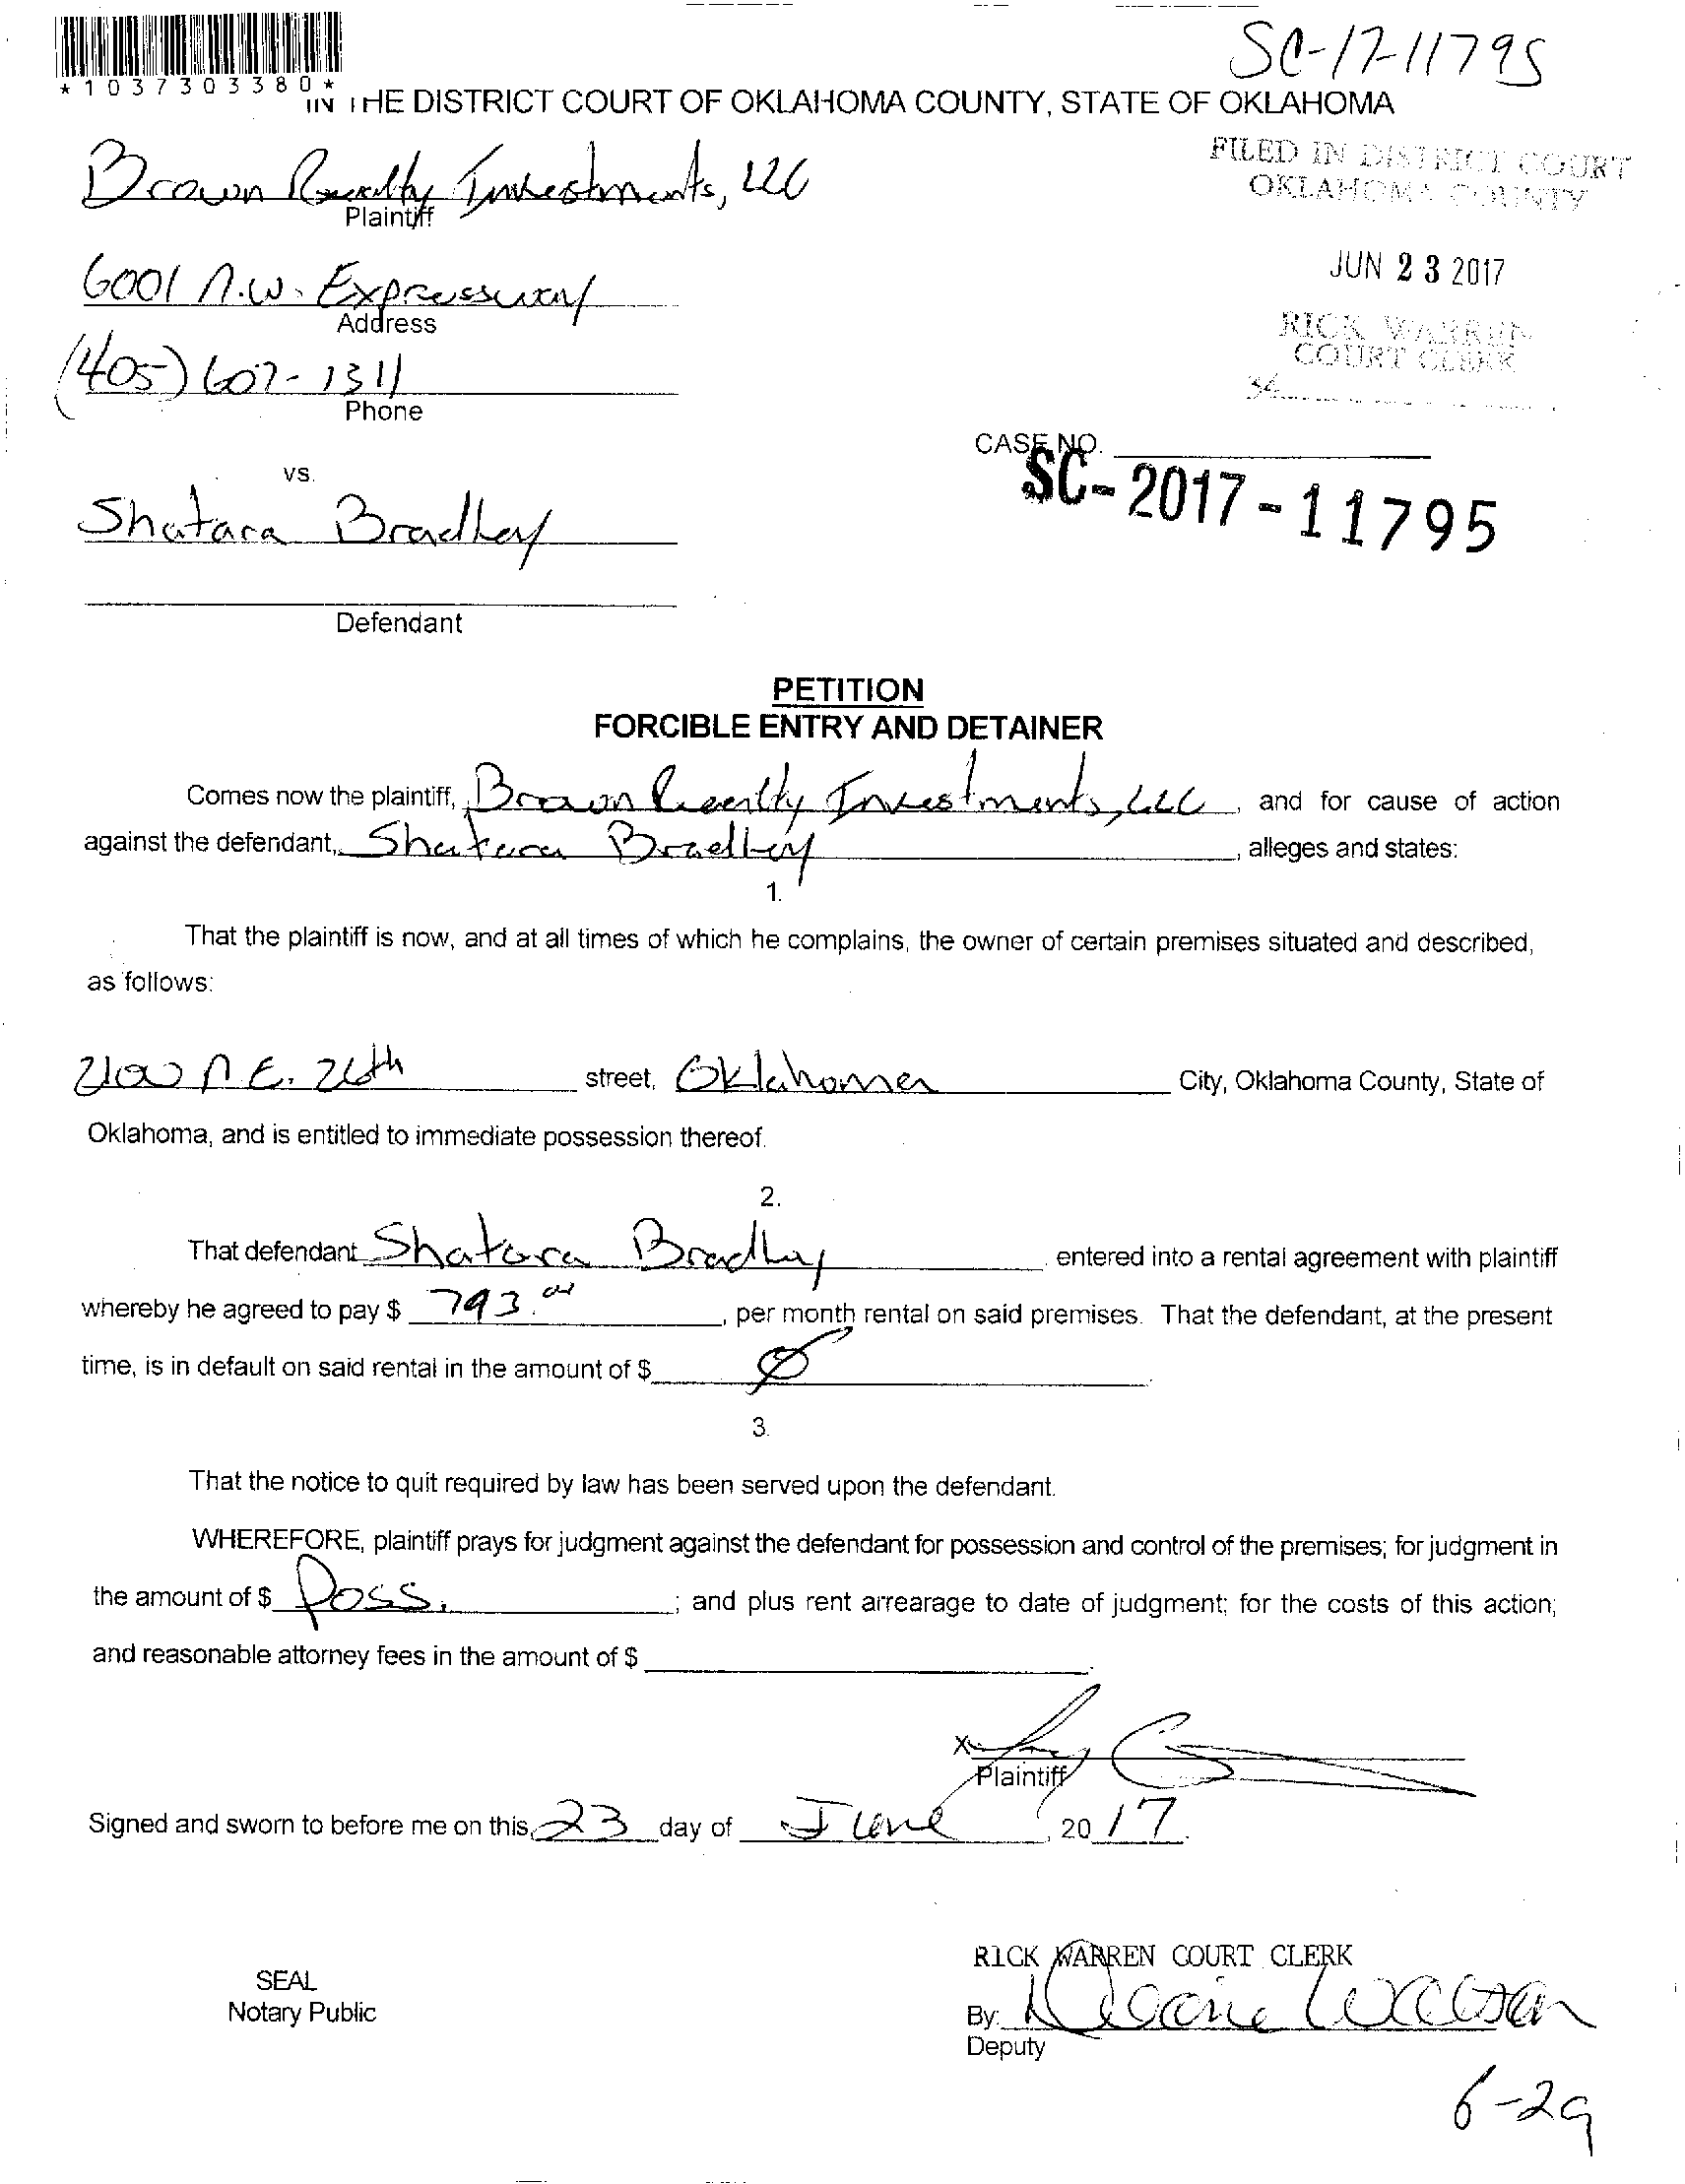 SC-17-11795
*1037303380*
IN THE DISTRICT COURT OF OKLAHOMA COUNTY, STATE OF OKLAHOMA
Brown Realty Investments, LLC
Plaintiff
FILED IN DISTRICT COURT
OKLAHOMA COUNTY
6001 N.W. Expressway
Address
JUN 23 2017
RICK WARREN
COURT CLERK
(405) 607-1311
Phone
CASE NO.
SC-2017-11795
vs.
Shatara Bradley
Defendant
PETITION
FORCIBLE ENTRY AND DETAINER
Comes now the plaintiff, Brown Realty Investments, LLC, and for cause of action
against the defendant, Shatara Bradley, alleges and states:
1.
That the plaintiff is now, and at all times of which he complains, the owner of certain premises situated and described,
as follows:
2100 N.E. 26th street, Oklahoma City, Oklahoma County, State of
Oklahoma, and is entitled to immediate possession thereof.
2.
That defendant Shatara Bradley entered into a rental agreement with plaintiff
whereby he agreed to pay $ 793.00, per month rental on said premises. That the defendant, at the present
time, is in default on said rental in the amount of $ Ø.
3.
That the notice to quit required by law has been served upon the defendant.
WHEREFORE, plaintiff prays for judgment against the defendant for possession and control of the premises; for judgment in
the amount of $ Poss. ; and plus rent arrearage to date of judgment; for the costs of this action;
and reasonable attorney fees in the amount of $ .
x
Plaintiff
Signed and sworn to before me on this 23 day of June, 20 17.
RICK WARREN COURT CLERK
SEAL
Notary Public
By:
Deputy
6-29